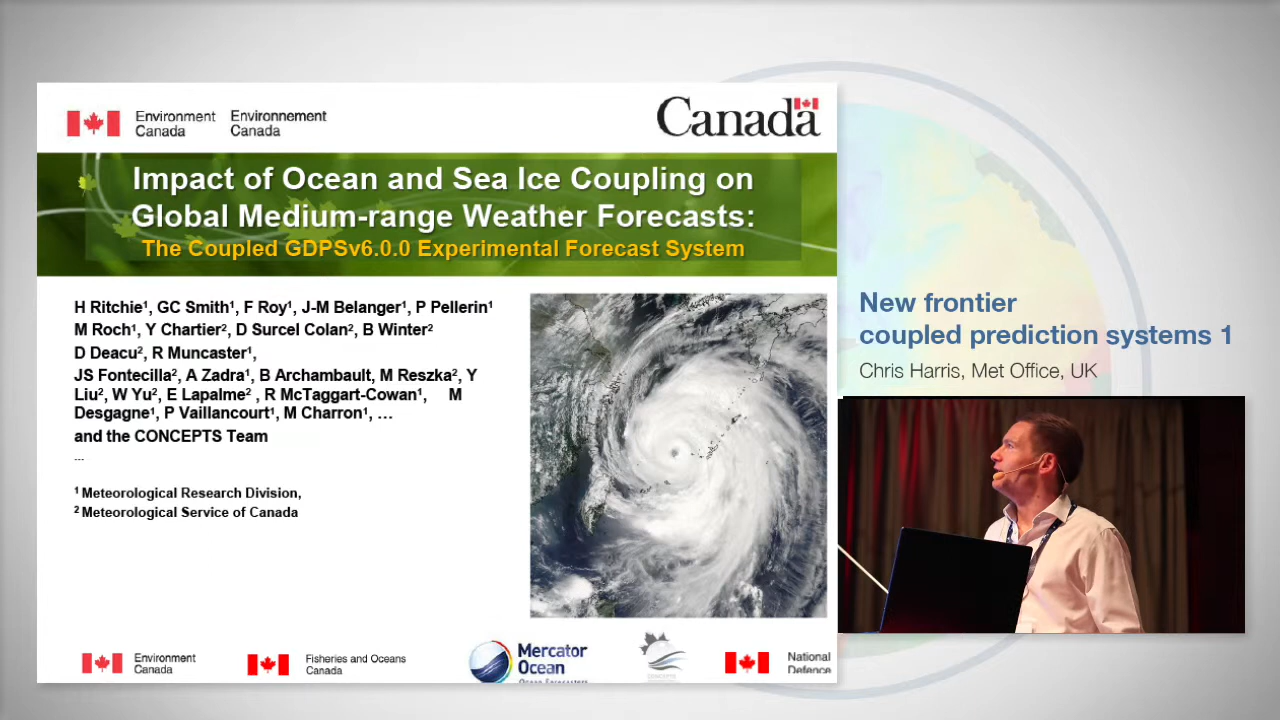 Environment Canada
Environnement Canada
Canada
Impact of Ocean and Sea Ice Coupling on
Global Medium-range Weather Forecasts:
The Coupled GDPSv6.0.0 Experimental Forecast System
H Ritchie¹, GC Smith¹, F Roy¹, J-M Belanger¹, P Pellerin¹
M Roch¹, Y Chartier², D Surcel Colan², B Winter²
D Deacu², R Muncaster¹,
JS Fontecilla², A Zadra¹, B Archambault, M Reszka², Y
Liu², W Yu², E Lapalme² , R McTaggart-Cowan¹, M
Desgagne¹, P Vaillancourt¹, M Charron¹, …
and the CONCEPTS Team
...
¹ Meteorological Research Division,
² Meteorological Service of Canada
New frontier
coupled prediction systems 1
Chris Harris, Met Office, UK
Environment Canada
Fisheries and Oceans Canada
Mercator Ocean
Ocean Forecasters
CONCEPTS
National Defence